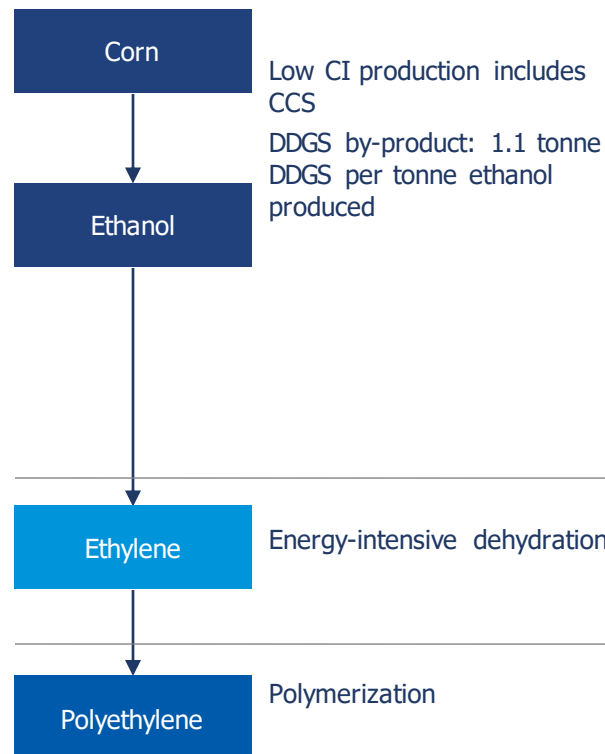 Corn
Low CI production includes
CCS
DDGS by-product: 1.1 tonne
DDGS per tonne ethanol
produced
Ethanol
Ethylene
Energy-intensive dehydration
Polymerization
Polyethylene